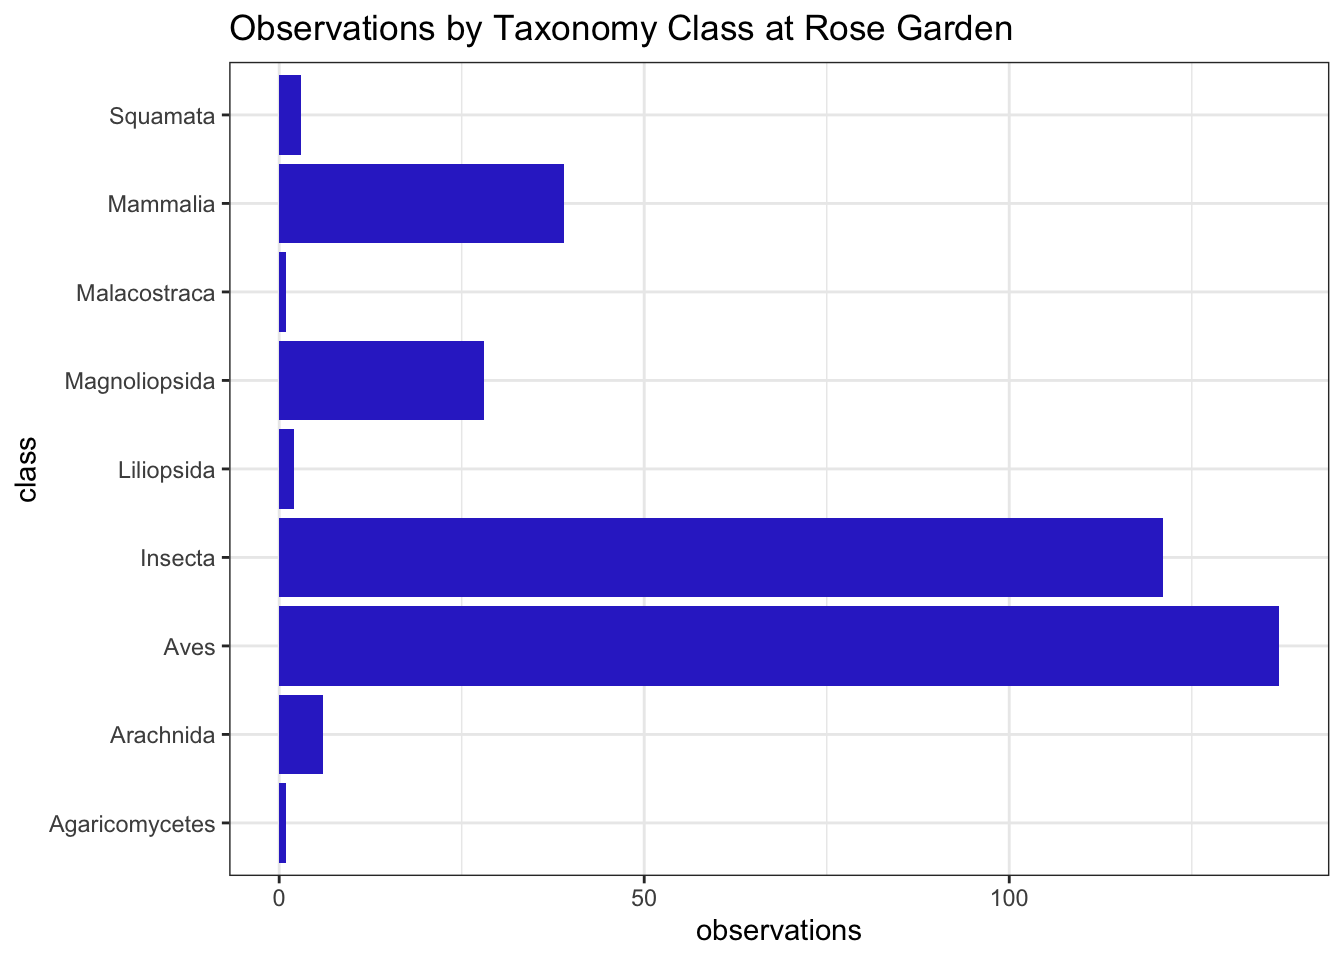 Observations by Taxonomy Class at Rose Garden
Squamata
Mammalia
Malacostraca
Magnoliopsida
Liliopsida
Insecta
Aves
Arachnida
Agaricomycetes
class
0 50 100
observations